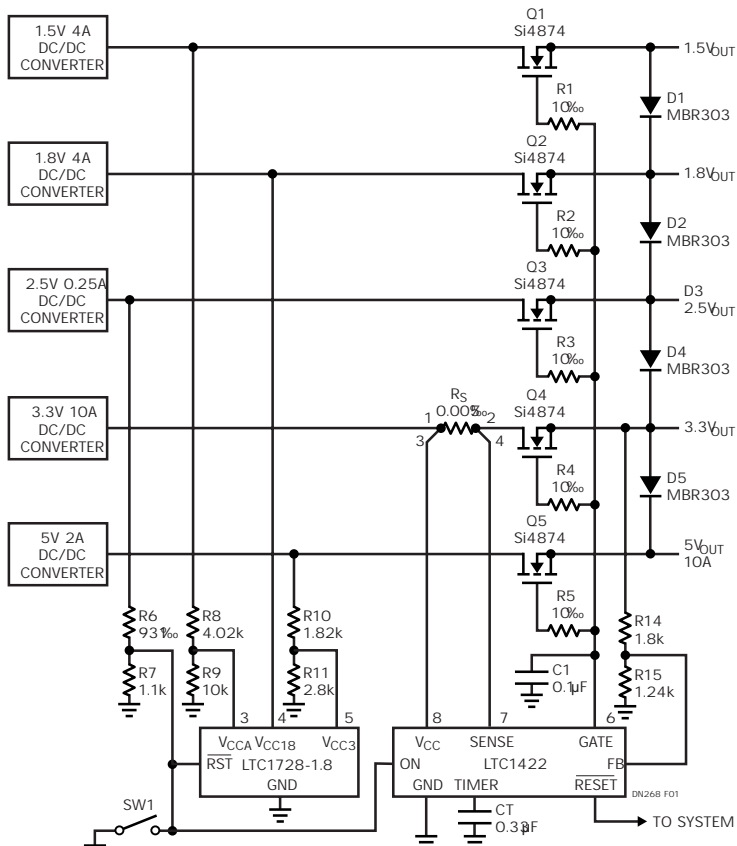 1.5V 4A
DC/DC
CONVERTER
Q1
Si4874
1.5VOUT
R1
10‰
D1
MBR303
1.8V 4A
DC/DC
CONVERTER
Q2
Si4874
1.8VOUT
R2
10‰
D2
MBR303
2.5V 0.25A
DC/DC
CONVERTER
Q3
Si4874
D3
2.5VOUT
R3
10‰
D4
MBR303
3.3V 10A
DC/DC
CONVERTER
RS
0.005‰
1
2
3
4
Q4
Si4874
3.3VOUT
R4
10‰
D5
MBR303
5V 2A
DC/DC
CONVERTER
Q5
Si4874
5VOUT
10A
R5
10‰
R6
931‰
R8
4.02k
R10
1.82k
R14
1.8k
R7
1.1k
R9
10k
R11
2.8k
C1
0.1µF
R15
1.24k
3
4
5
8
7
6
VCCA
VCC18
VCC3
RST
LTC1728-1.8
GND
VCC
SENSE
GATE
ON
LTC1422
FB
GND
TIMER
RESET
DN268 F01
SW1
CT
0.33µF
TO SYSTEM